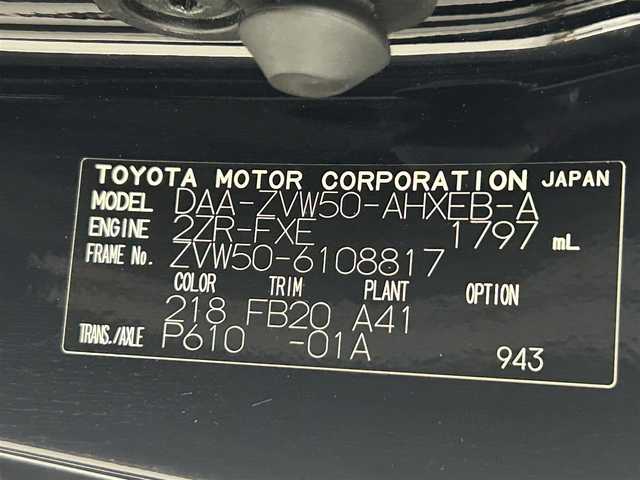 TOYOTA MOTOR CORPORATION JAPAN
MODEL DAA-ZVW50-AHXEB-A
ENGINE 2ZR-FXE 1797 mL
FRAME No. ZVW50-6108817
COLOR TRIM PLANT OPTION
218 FB20 A41
TRANS./AXLE P610 -01A 943